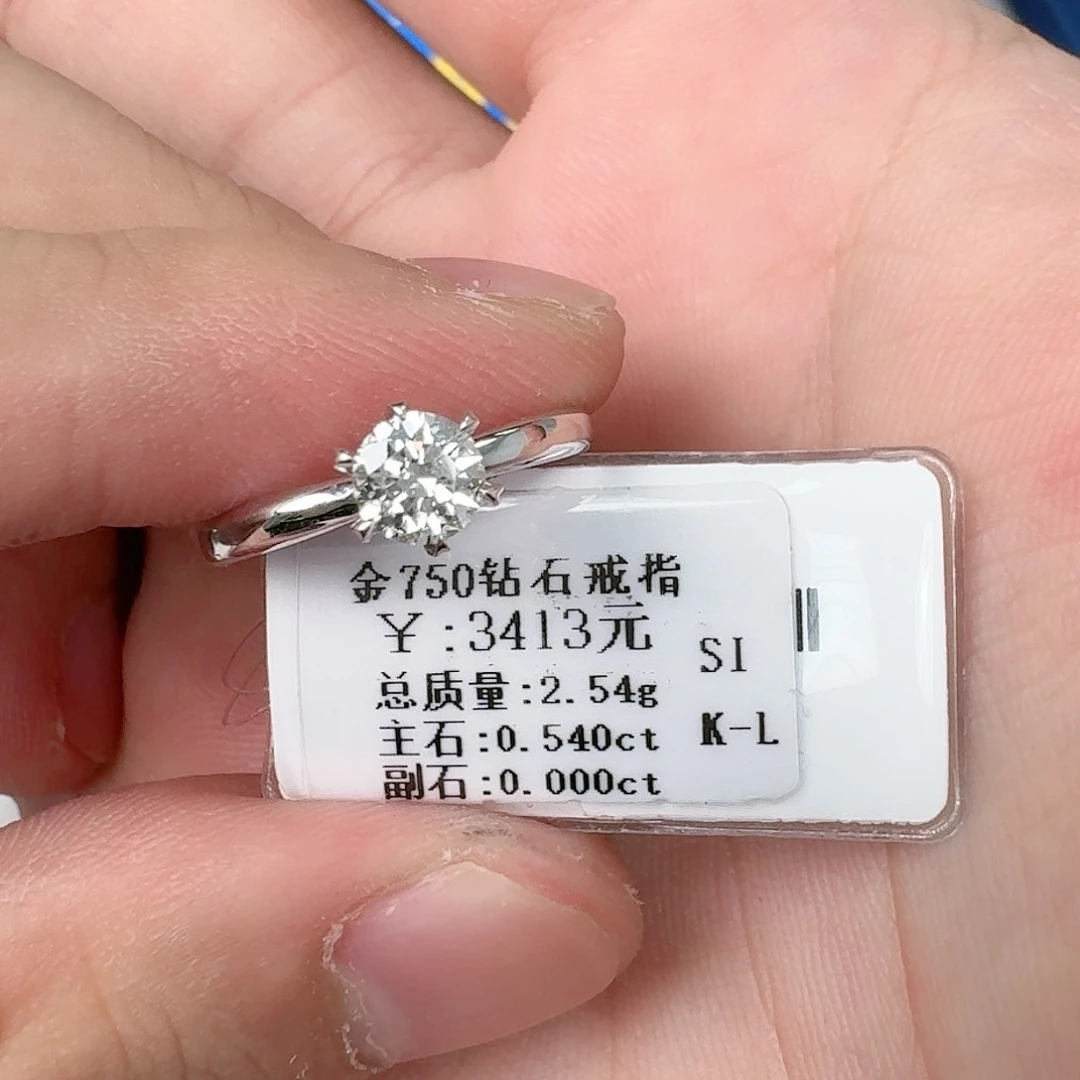 金750钻石戒指
￥:3413元
SI
总质量:2.54g
主石:0.540ct
K-L
副石:0.000ct